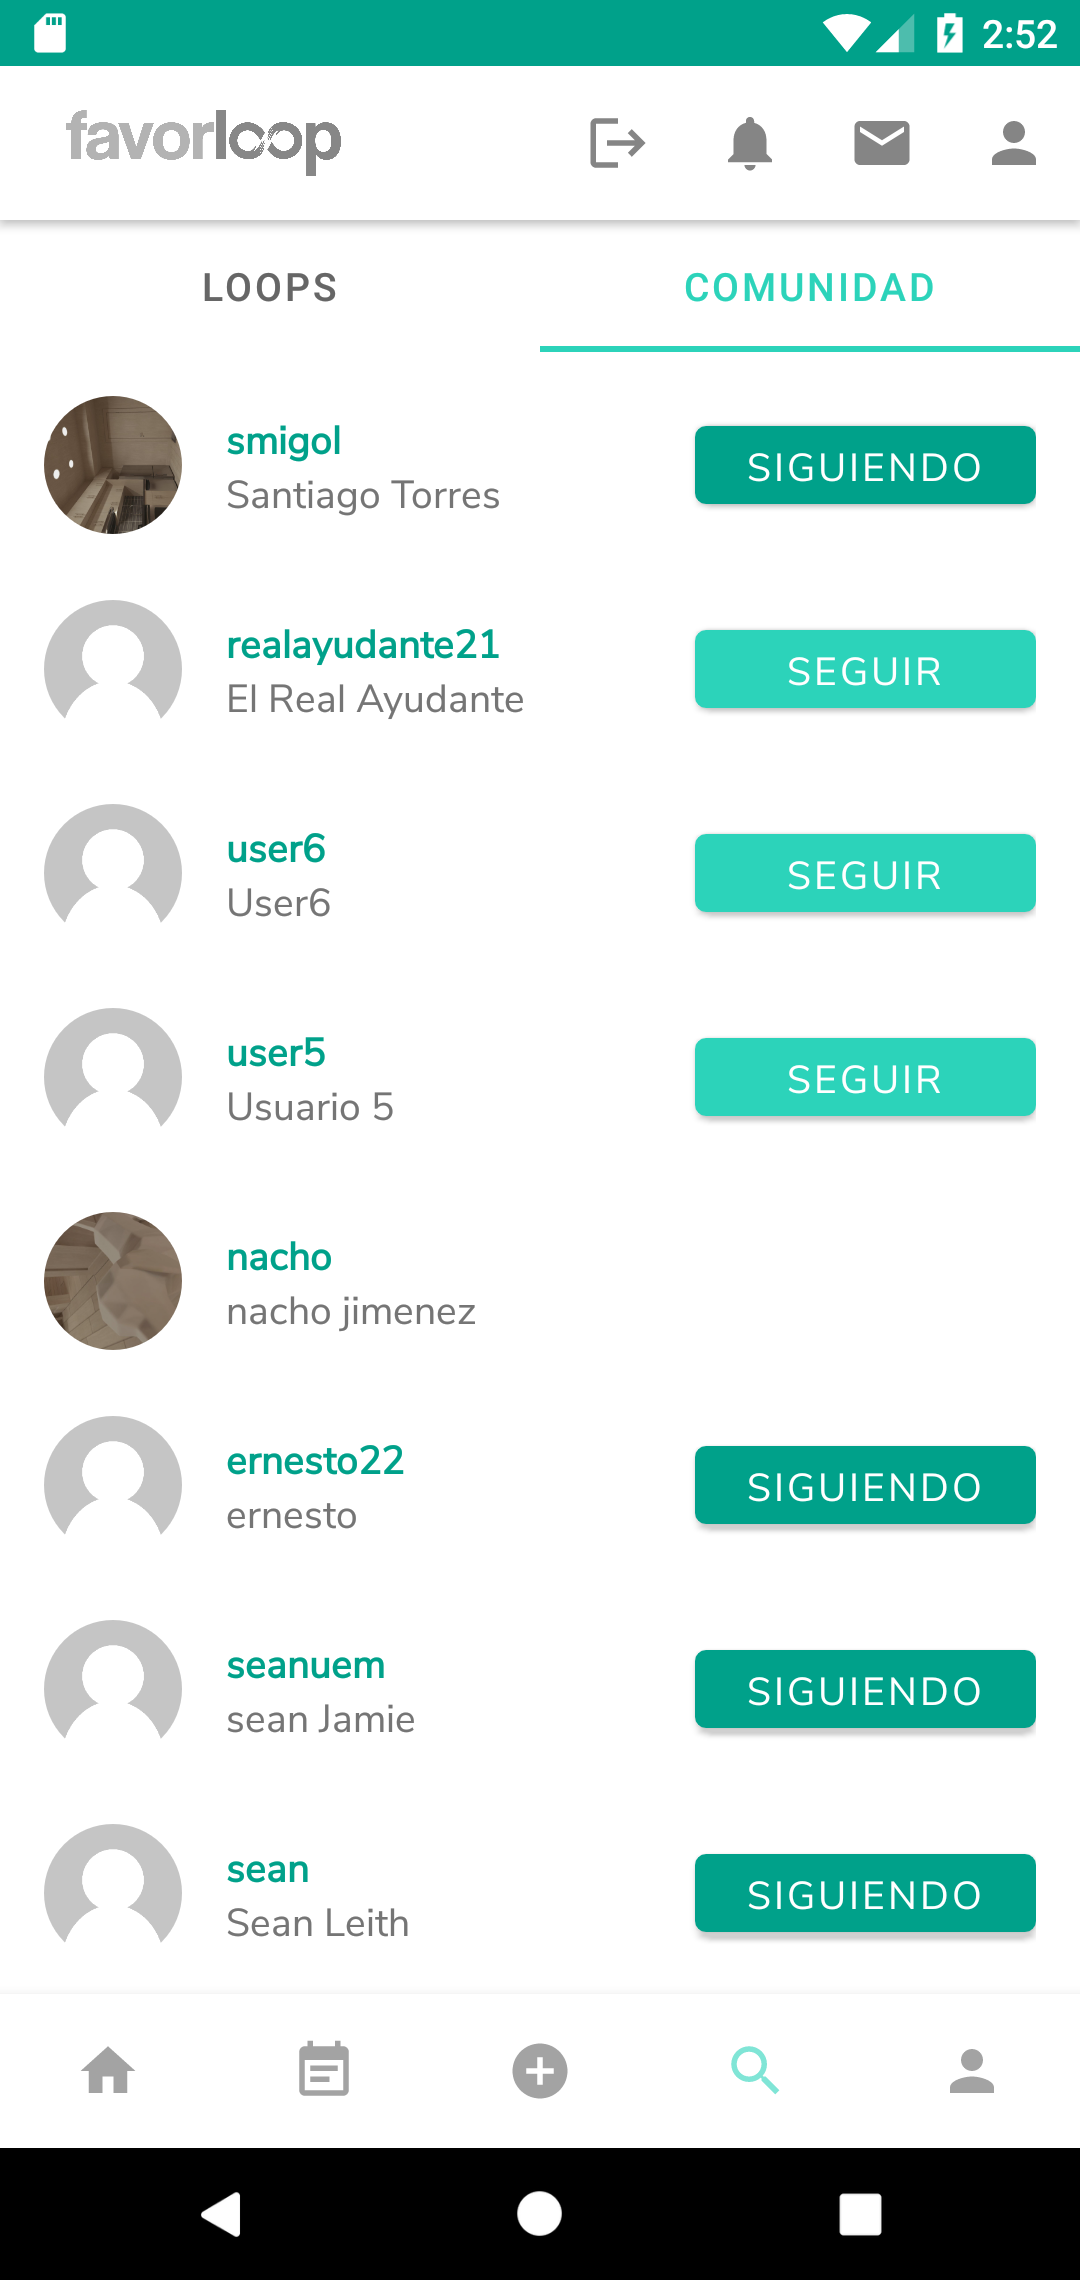 2:52
favorloop
LOOPS
COMUNIDAD
smigol
Santiago Torres
SIGUIENDO
realayudante21
El Real Ayudante
SEGUIR
user6
User6
SEGUIR
user5
Usuario 5
SEGUIR
nacho
nacho jimenez
ernesto22
ernesto
SIGUIENDO
seanuem
sean Jamie
SIGUIENDO
sean
Sean Leith
SIGUIENDO